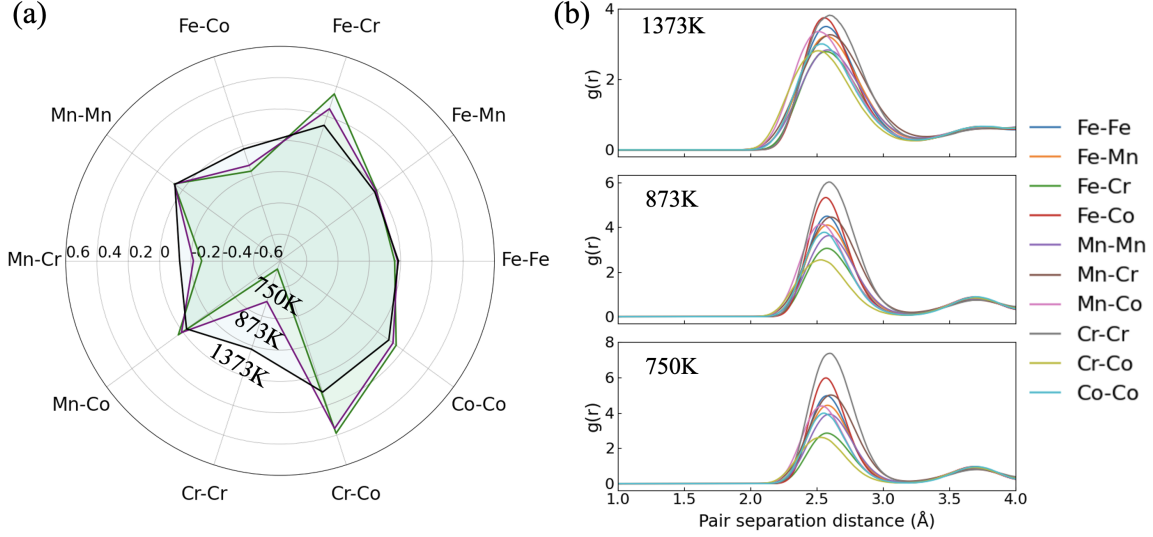 (a)
Fe-Co
Fe-Cr
Mn-Mn
Fe-Mn
Mn-Cr
0.6 0.4 0.2 0 -0.2 -0.4 -0.6
Fe-Fe
750K
873K
1373K
Mn-Co
Co-Co
Cr-Cr
Cr-Co
(b)
1373K
4
2
0
g(r)
873K
6
4
2
0
g(r)
750K
8
6
4
2
0
g(r)
1.0 1.5 2.0 2.5 3.0 3.5 4.0
Pair separation distance (Å)
Fe-Fe
Fe-Mn
Fe-Cr
Fe-Co
Mn-Mn
Mn-Cr
Mn-Co
Cr-Cr
Cr-Co
Co-Co